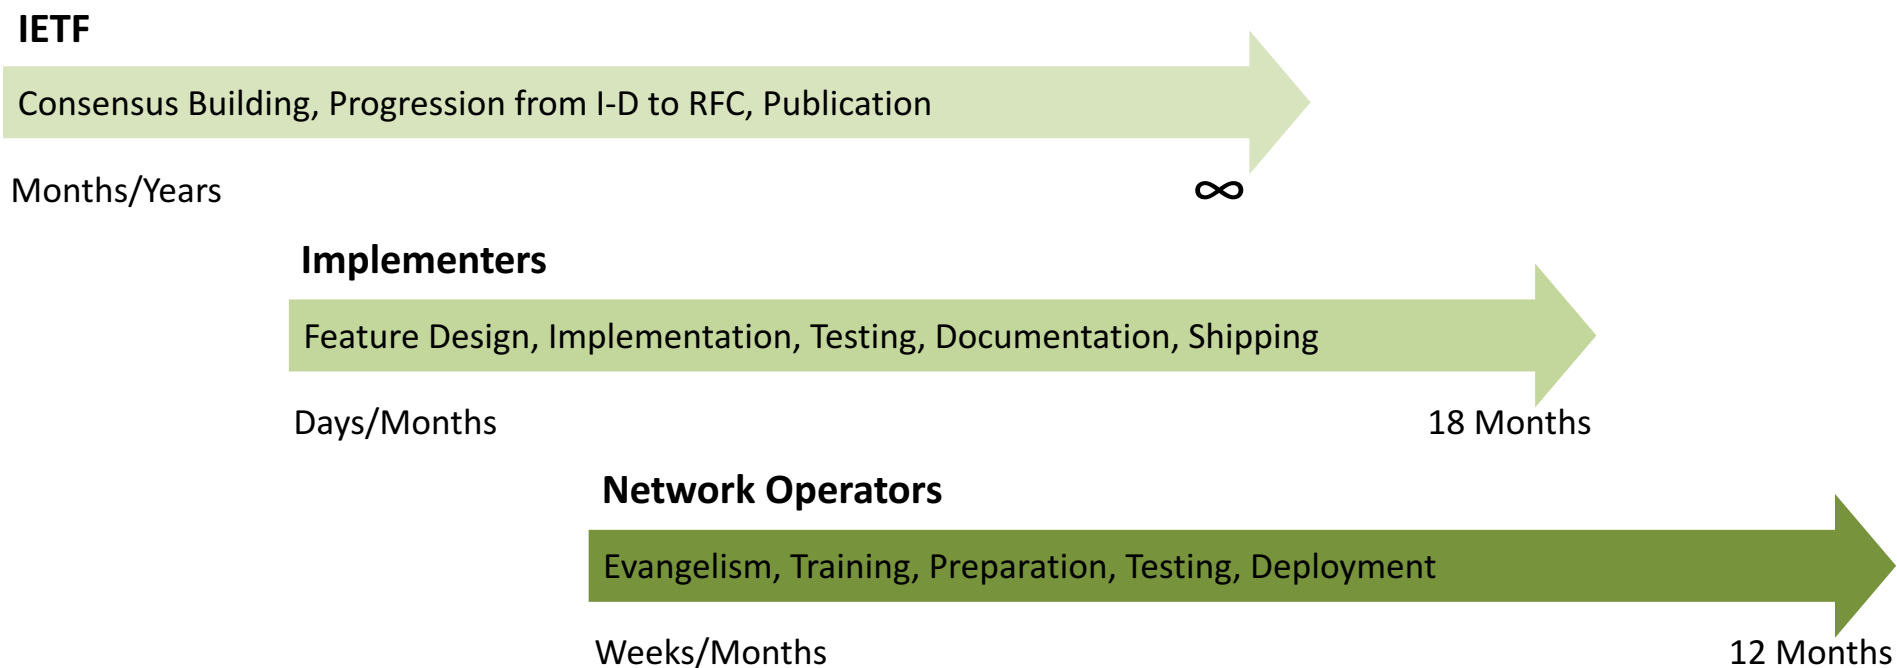 IETF
Consensus Building, Progression from I-D to RFC, Publication
Months/Years
∞
Implementers
Feature Design, Implementation, Testing, Documentation, Shipping
Days/Months
18 Months
Network Operators
Evangelism, Training, Preparation, Testing, Deployment
Weeks/Months
12 Months